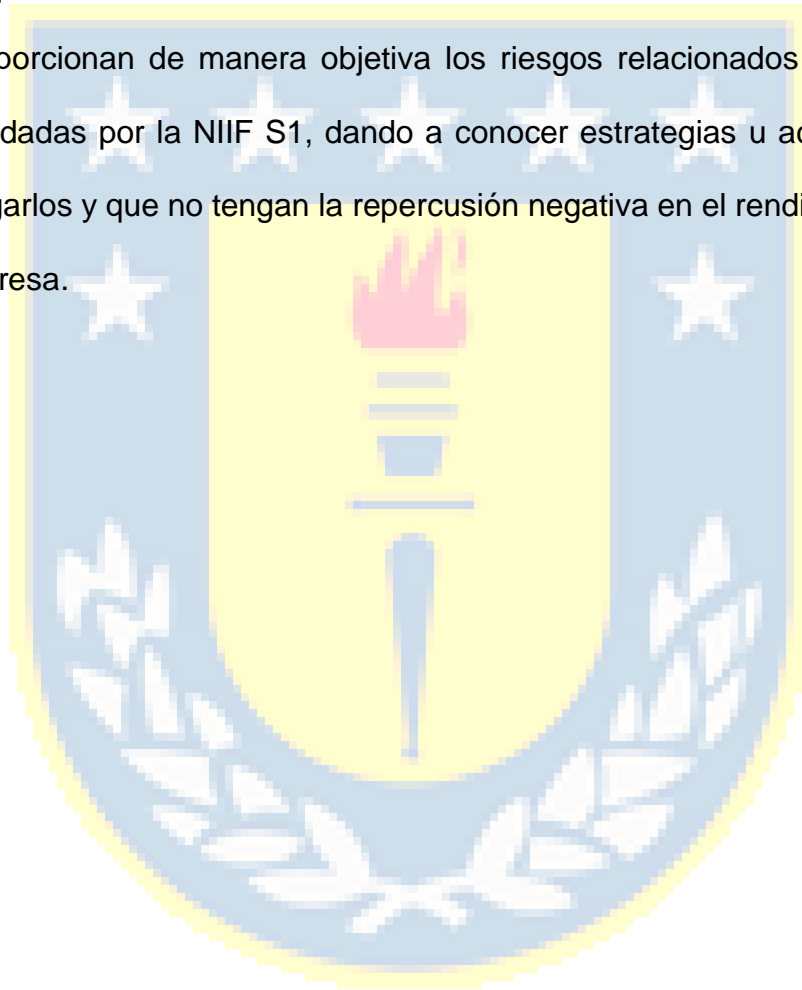 porcionan de manera objetiva los riesgos relacionados
dadas por la NIIF S1, dando a conocer estrategias u ac
garlos y que no tengan la repercusión negativa en el rendi
resa.